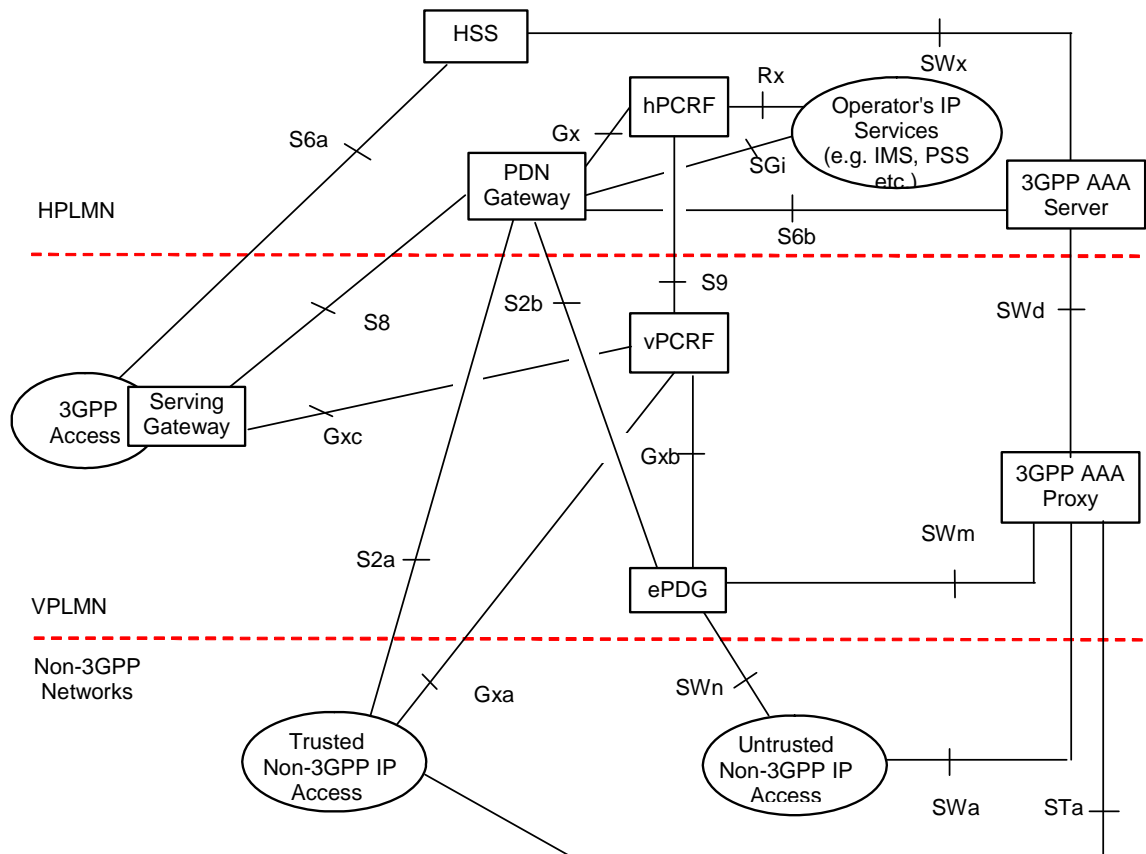 HSS
SWx
Rx
hPCRF
Operator's IP
Services
(e.g. IMS, PSS
etc.)
Gx
S6a
SGi
PDN
Gateway
3GPP AAA
Server
HPLMN
S6b
S9
S2b
SWd
S8
vPCRF
3GPP
Access
Serving
Gateway
Gxc
Gxb
3GPP AAA
Proxy
SWm
S2a
ePDG
VPLMN
Non-3GPP
Networks
SWn
Gxa
Trusted
Non-3GPP IP
Access
Untrusted
Non-3GPP IP
Access
SWa
STa